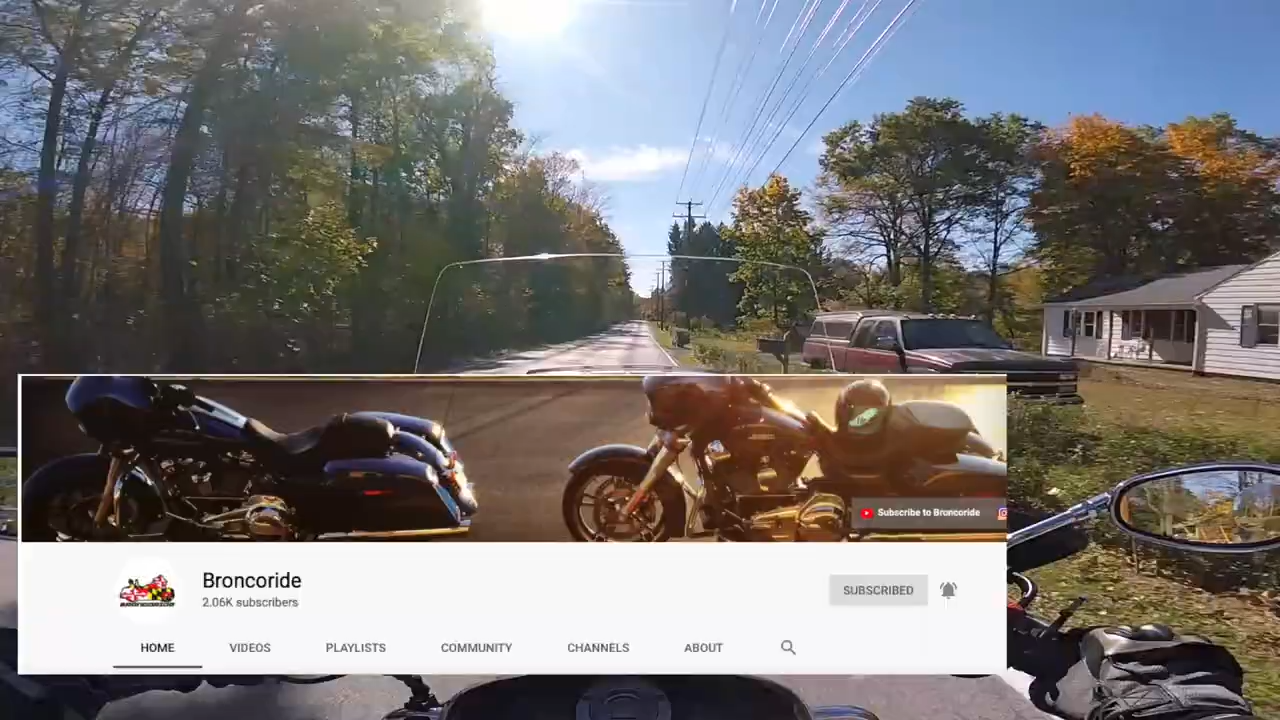 Subscribe to Broncoride
Broncoride
2.06K subscribers
SUBSCRIBED
HOME VIDEOS PLAYLISTS COMMUNITY CHANNELS ABOUT